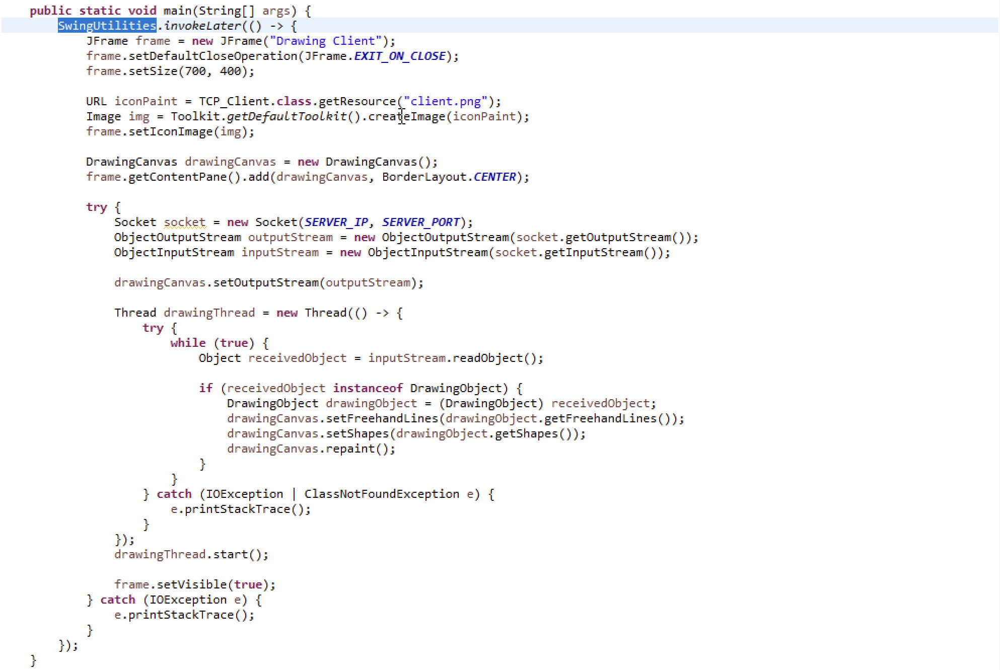 public static void main(String[] args) {
SwingUtilities.invokeLater(() -> {
JFrame frame = new JFrame("Drawing Client");
frame.setDefaultCloseOperation(JFrame.EXIT_ON_CLOSE);
frame.setSize(700, 400);
URL iconPaint = TCP_Client.class.getResource("client.png");
Image img = Toolkit.getDefaultToolkit().createImage(iconPaint);
frame.setIconImage(img);
DrawingCanvas drawingCanvas = new DrawingCanvas();
frame.getContentPane().add(drawingCanvas, BorderLayout.CENTER);
try {
Socket socket = new Socket(SERVER_IP, SERVER_PORT);
ObjectOutputStream outputStream = new ObjectOutputStream(socket.getOutputStream());
ObjectInputStream inputStream = new ObjectInputStream(socket.getInputStream());
drawingCanvas.setOutputStream(outputStream);
Thread drawingThread = new Thread(() -> {
try {
while (true) {
Object receivedObject = inputStream.readObject();
if (receivedObject instanceof DrawingObject) {
DrawingObject drawingObject = (DrawingObject) receivedObject;
drawingCanvas.setFreehandLines(drawingObject.getFreehandLines());
drawingCanvas.setShapes(drawingObject.getShapes());
drawingCanvas.repaint();
}
}
} catch (IOException | ClassNotFoundException e) {
e.printStackTrace();
}
});
drawingThread.start();
frame.setVisible(true);
} catch (IOException e) {
e.printStackTrace();
}
});
}